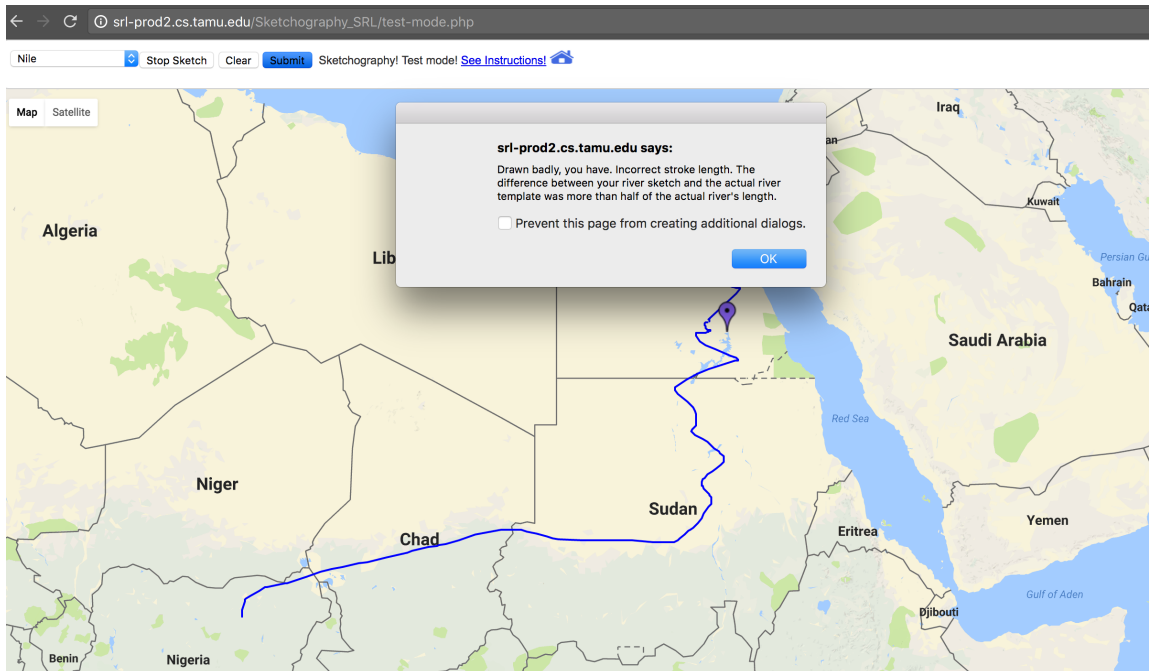 srl-prod2.cs.tamu.edu/Sketchography_SRL/test-mode.php
Nile Stop Sketch Clear Submit Sketchography! Test mode! See Instructions!
Map Satellite
srl-prod2.cs.tamu.edu says:
Drawn badly, you have. Incorrect stroke length. The
difference between your river sketch and the actual river
template was more than half of the actual river's length.
Prevent this page from creating additional dialogs.
OK
Iraq
an
Kuwait
Algeria
Lib
Persian Gu
Bahrain
Qata
Saudi Arabia
Red Sea
Niger
Sudan
Chad
Eritrea
Yemen
Gulf of Aden
Djibouti
Benin
Nigeria